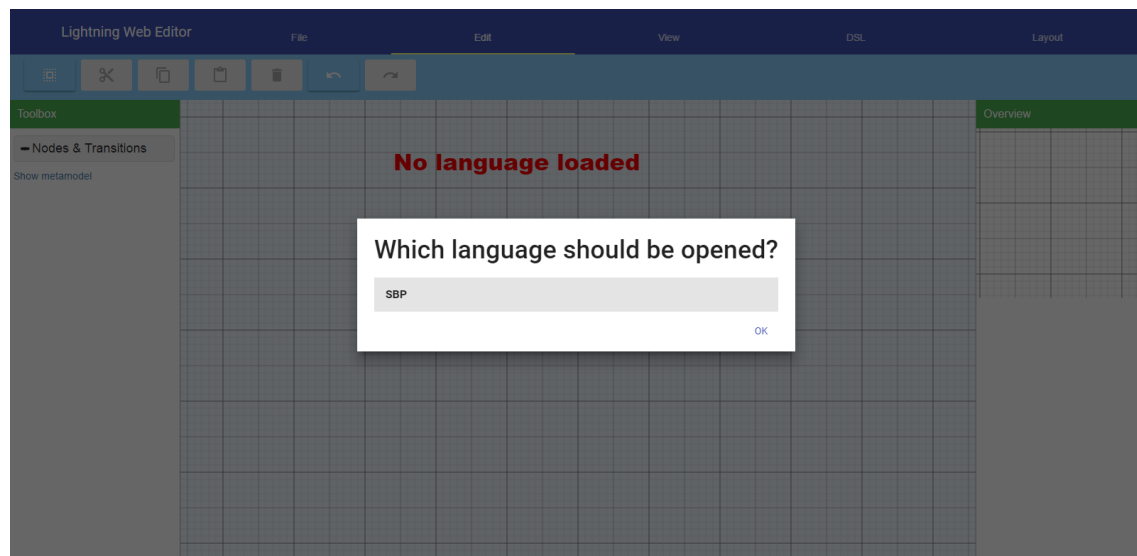 Lightning Web Editor
File
Edit
View
DSL
Layout
Toolbox
Nodes & Transitions
Show metamodel
No language loaded
Overview
Which language should be opened?
SBP
OK